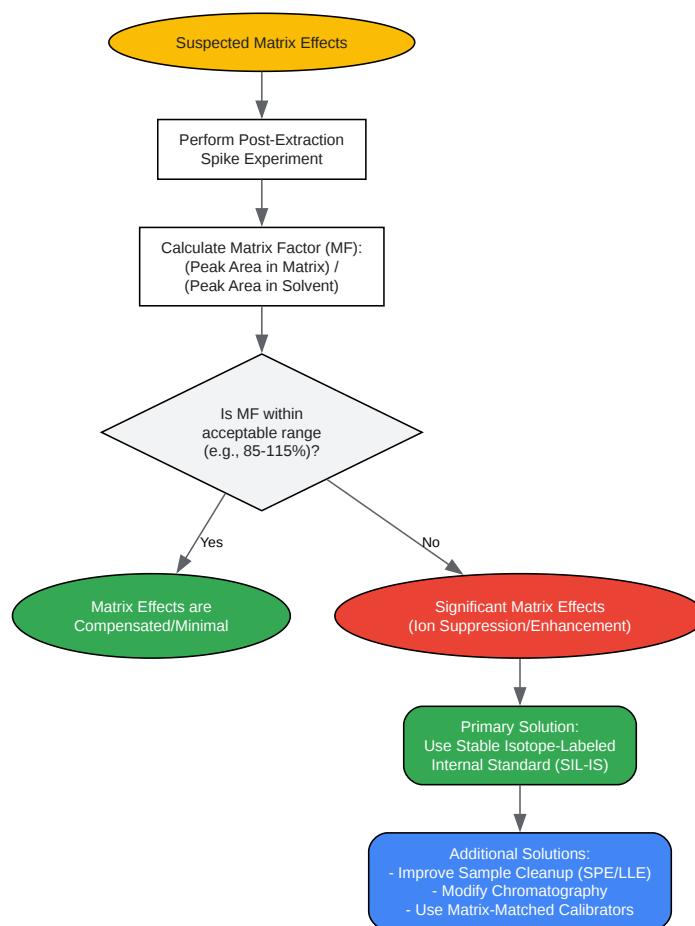 Suspected Matrix Effects
Perform Post-Extraction
Spike Experiment
Calculate Matrix Factor (MF):
(Peak Area in Matrix) /
(Peak Area in Solvent)
Is MF within
acceptable range
(e.g., 85-115%)?
Yes
No
Matrix Effects are
Compensated/Minimal
Significant Matrix Effects
(Ion Suppression/Enhancement)
Primary Solution:
Use Stable Isotope-Labeled
Internal Standard (SIL-IS)
Additional Solutions:
- Improve Sample Cleanup (SPE/LLE)
- Modify Chromatography
- Use Matrix-Matched Calibrators